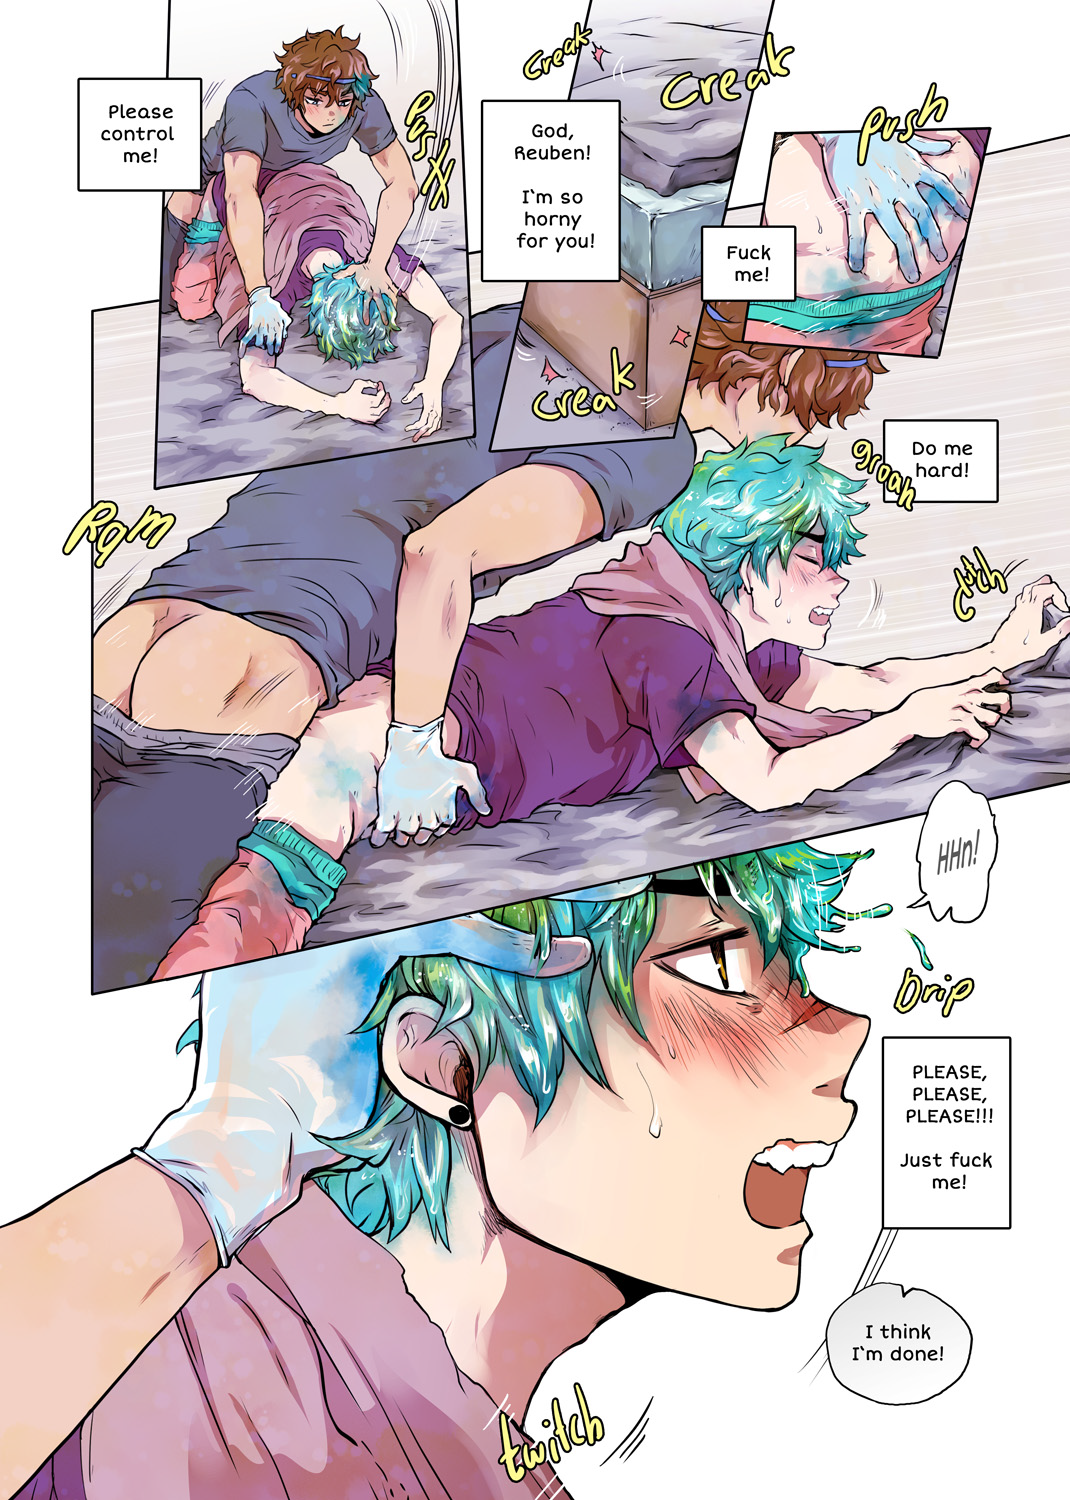 Please
control
me!
PUSHH
Creak
Creak
God,
Reuben!
I'm so
horny
for you!
Creak
push
Fuck
me!
Do me
hard!
groan
Ram
clutch
HHn!
Drip
PLEASE,
PLEASE,
PLEASE!!!
Just fuck
me!
I think
I'm done!
twitch